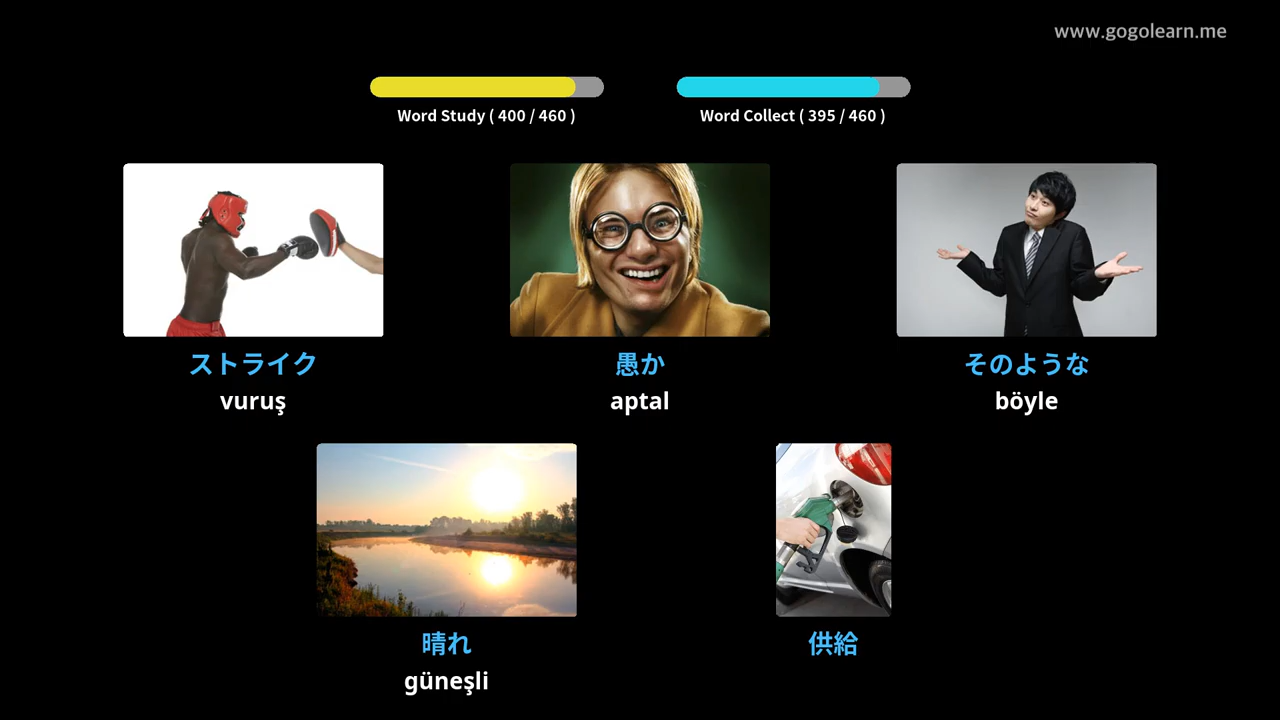 www.gogolearn.me
Word Study ( 400 / 460 )
Word Collect ( 395 / 460 )
ストライク
vuruş
愚か
aptal
そのような
böyle
晴れ
güneşli
供給